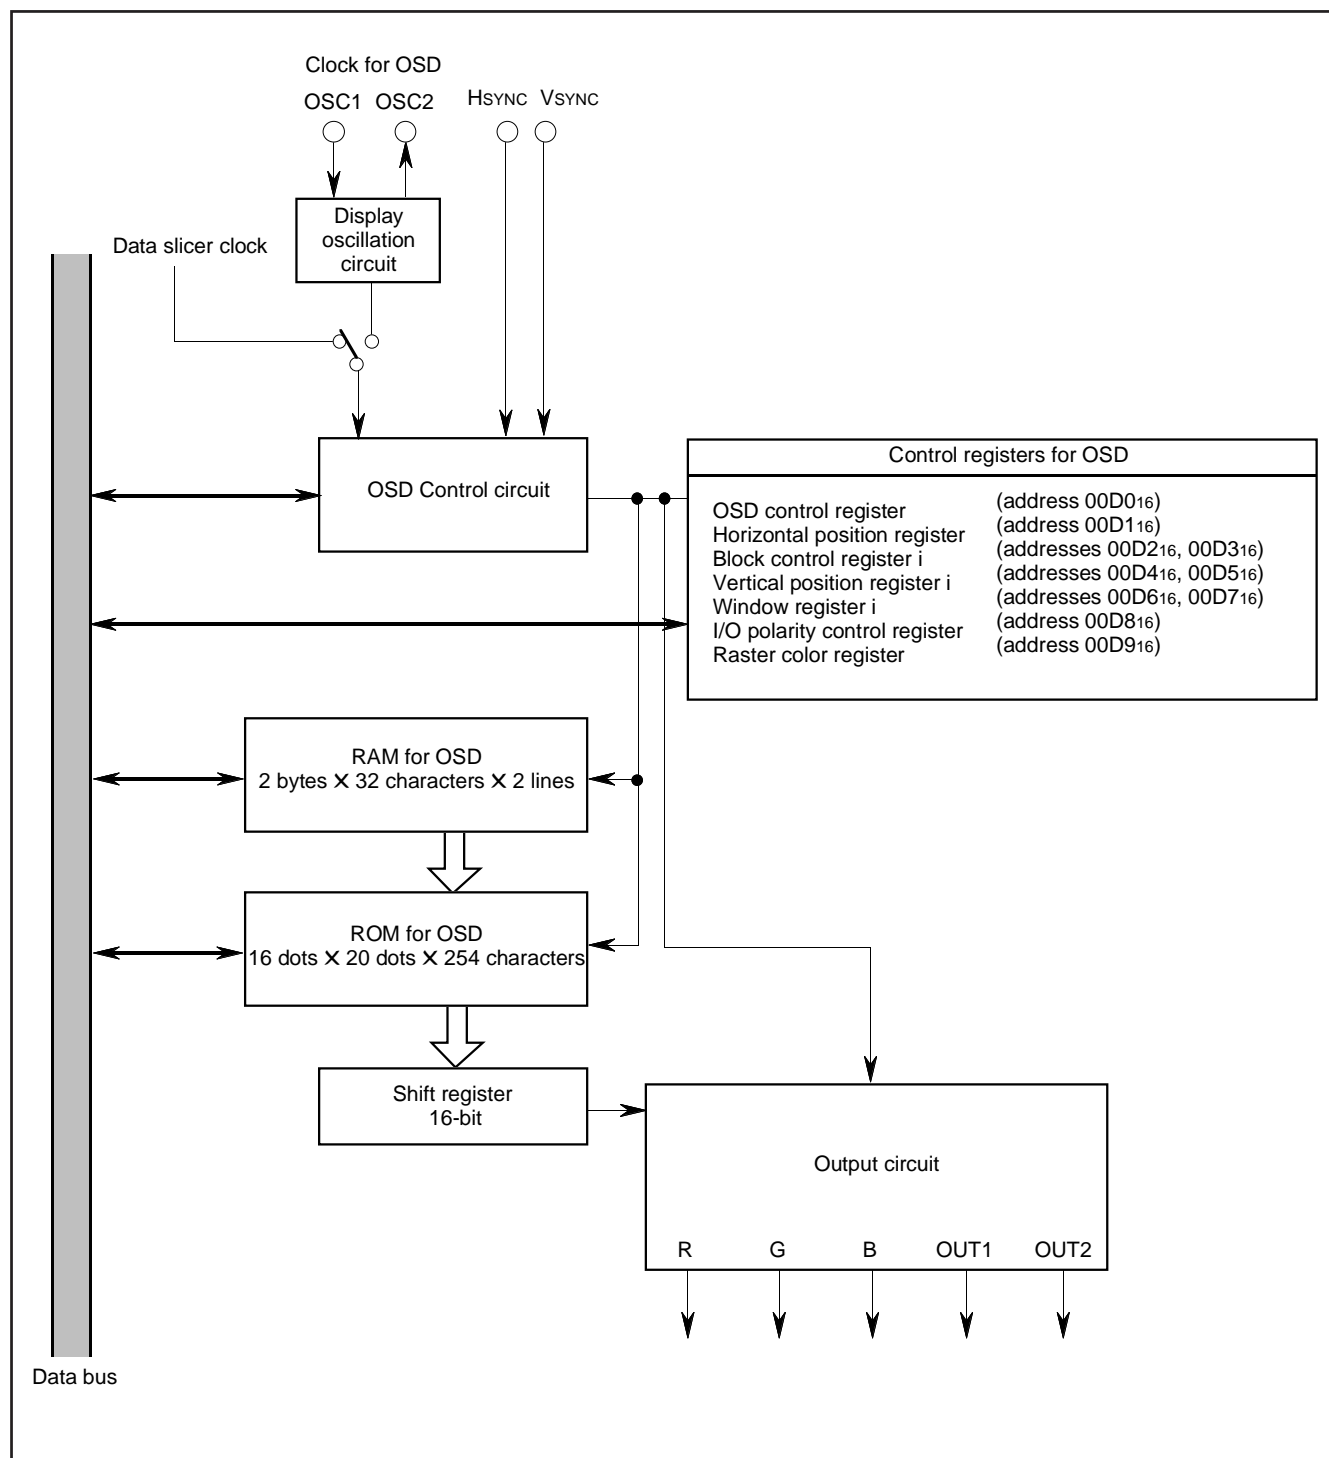 Clock for OSD
OSC1 OSC2 HSYNC VSYNC
Display
oscillation
circuit
Data slicer clock
OSD Control circuit
Control registers for OSD
OSD control register (address 00D016)
Horizontal position register (address 00D116)
Block control register i (addresses 00D216, 00D316)
Vertical position register i (addresses 00D416, 00D516)
Window register i (addresses 00D616, 00D716)
I/O polarity control register (address 00D816)
Raster color register (address 00D916)
RAM for OSD
2 bytes × 32 characters × 2 lines
ROM for OSD
16 dots × 20 dots × 254 characters
Shift register
16-bit
Output circuit
R G B OUT1 OUT2
Data bus